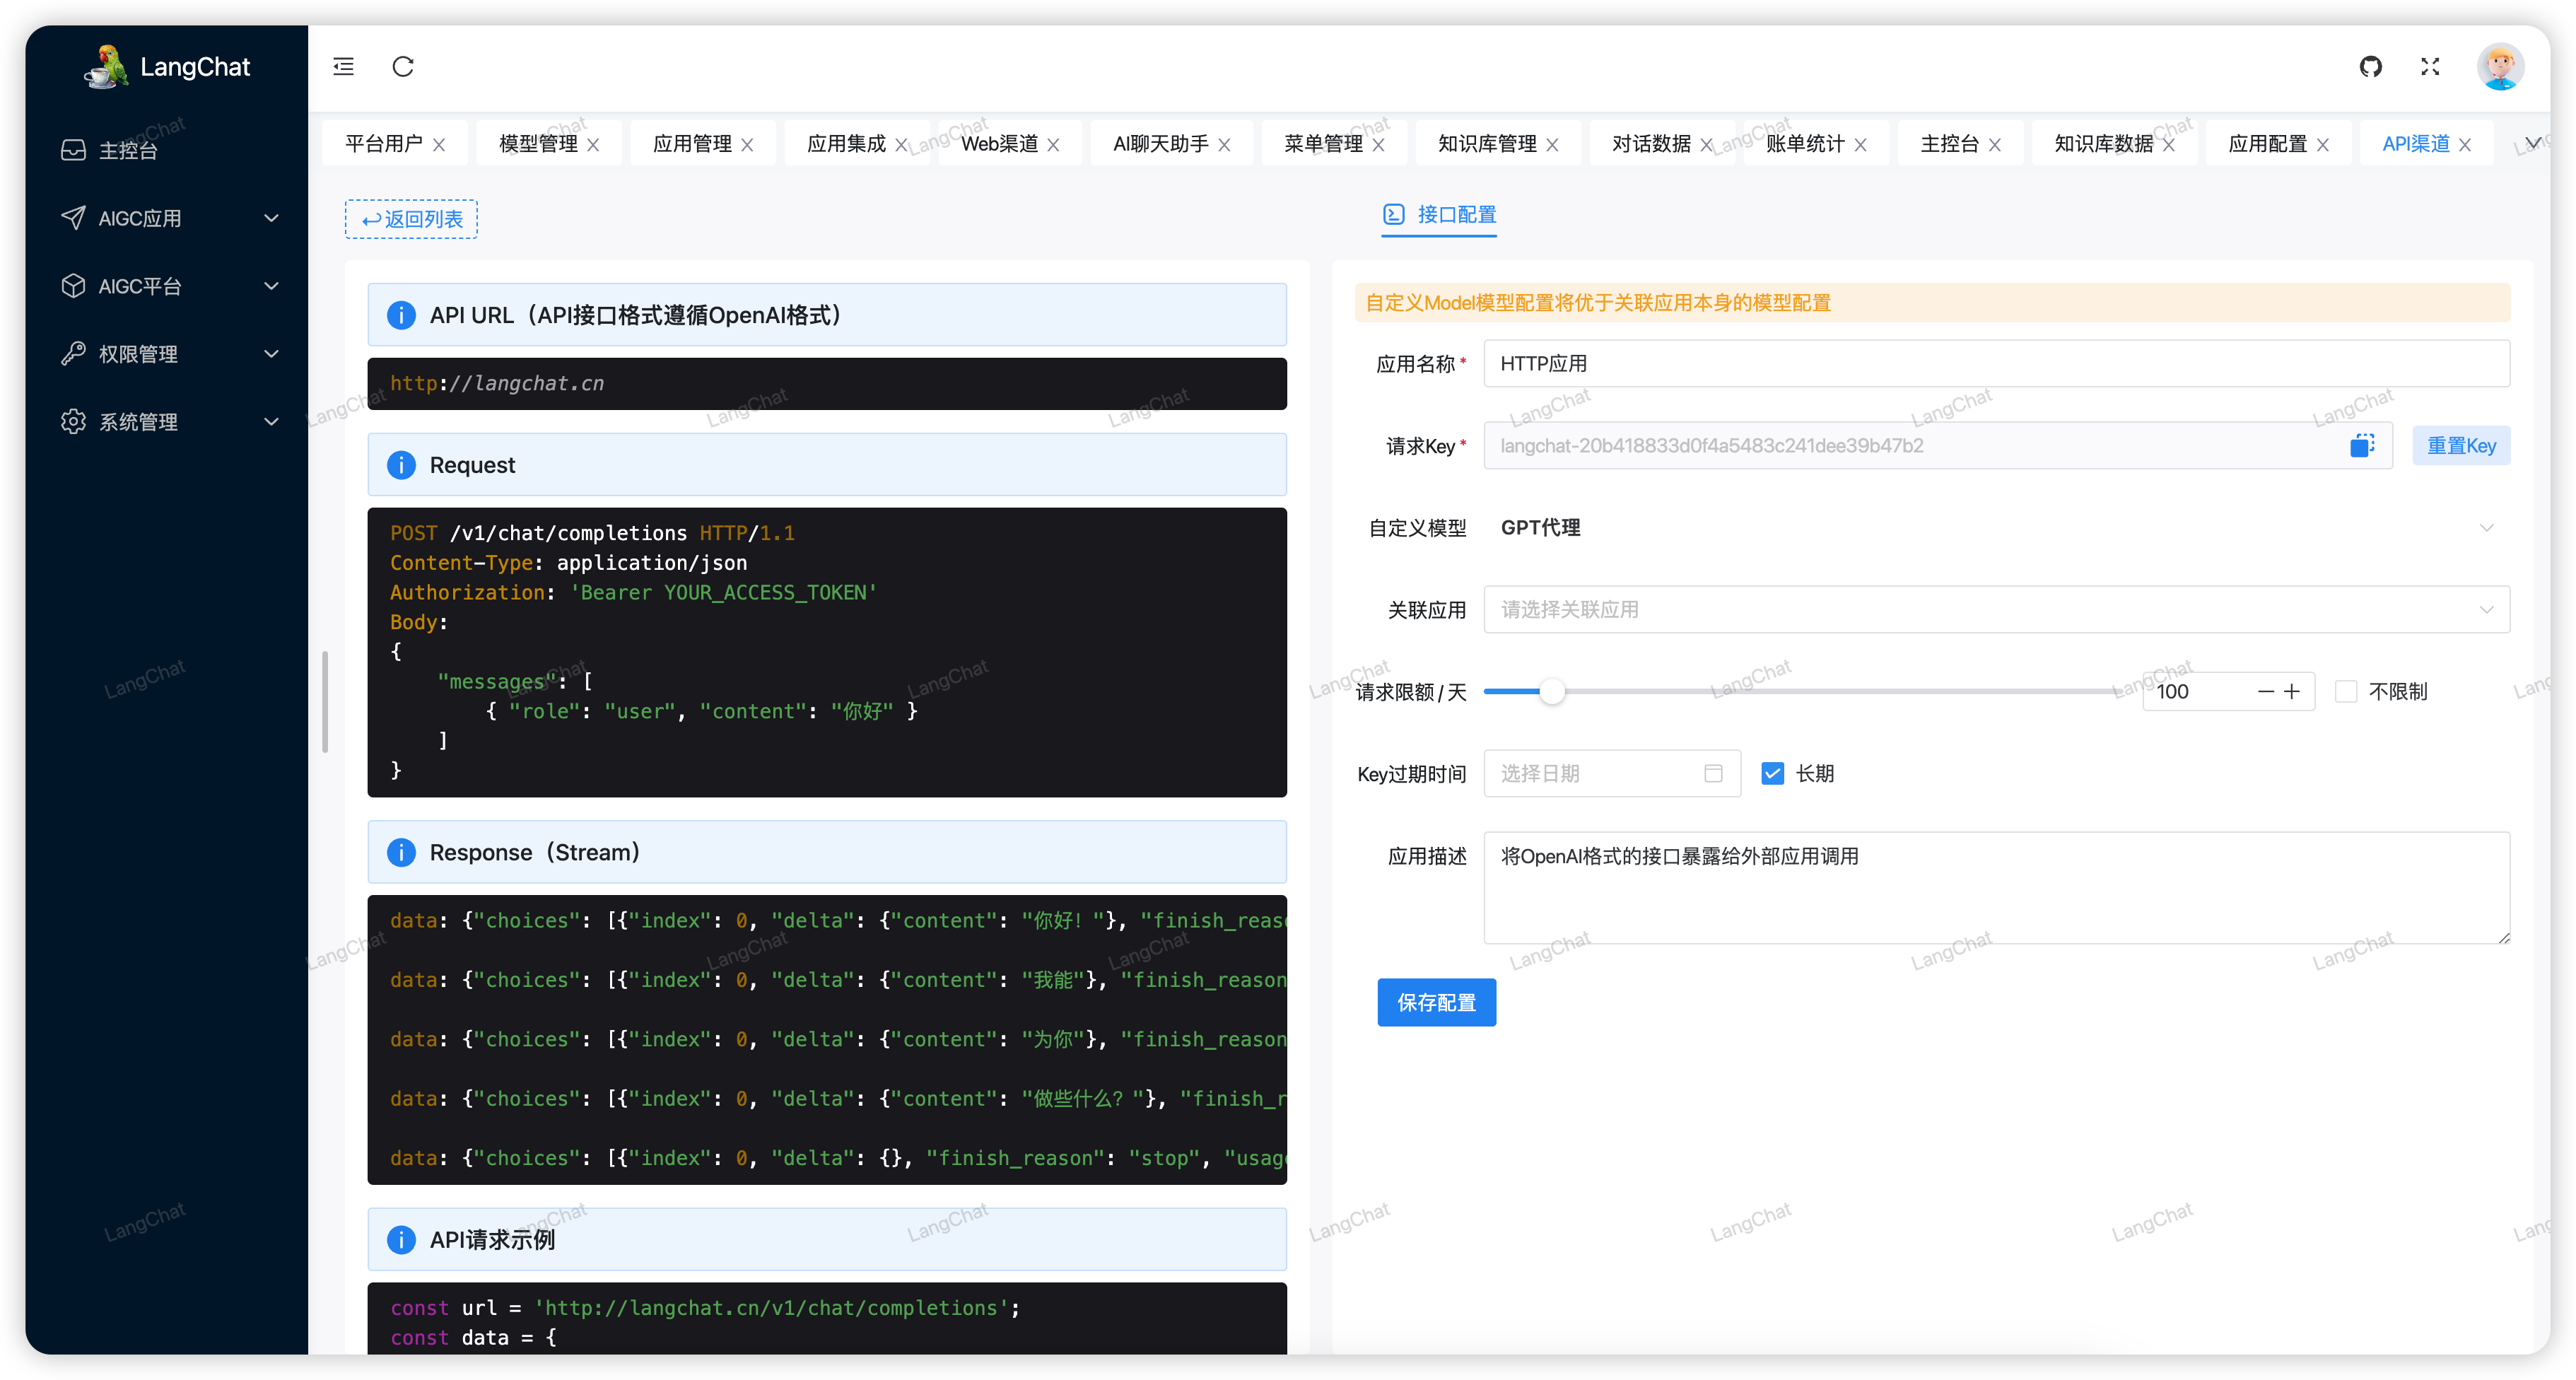 LangChat
主控台
AIGC应用
AIGC平台
权限管理
系统管理
平台用户
模型管理
应用管理
应用集成
Web渠道
AI聊天助手
菜单管理
知识库管理
对话数据
账单统计
主控台
知识库数据
应用配置
API渠道
返回列表
API URL（API接口格式遵循OpenAI格式）
http://langchat.cn
Request
POST /v1/chat/completions HTTP/1.1
Content-Type: application/json
Authorization: 'Bearer YOUR_ACCESS_TOKEN'
Body:
{
"messages": [
{ "role": "user", "content": "你好" }
]
}
Response（Stream）
data: {"choices": [{"index": 0, "delta": {"content": "你好！"}, "finish_reas
data: {"choices": [{"index": 0, "delta": {"content": "我能"}, "finish_reason
data: {"choices": [{"index": 0, "delta": {"content": "为你"}, "finish_reason
data: {"choices": [{"index": 0, "delta": {"content": "做些什么？"}, "finish_r
data: {"choices": [{"index": 0, "delta": {}, "finish_reason": "stop", "usag
API请求示例
const url = 'http://langchat.cn/v1/chat/completions';
const data = {
接口配置
自定义Model模型配置将优于关联应用本身的模型配置
应用名称* HTTP应用
请求Key* langchat-20b418833d0f4a5483c241dee39b47b2 重置Key
自定义模型 GPT代理
关联应用 请选择关联应用
请求限额/天 100 不限制
Key过期时间 选择日期 长期
应用描述 将OpenAI格式的接口暴露给外部应用调用
保存配置